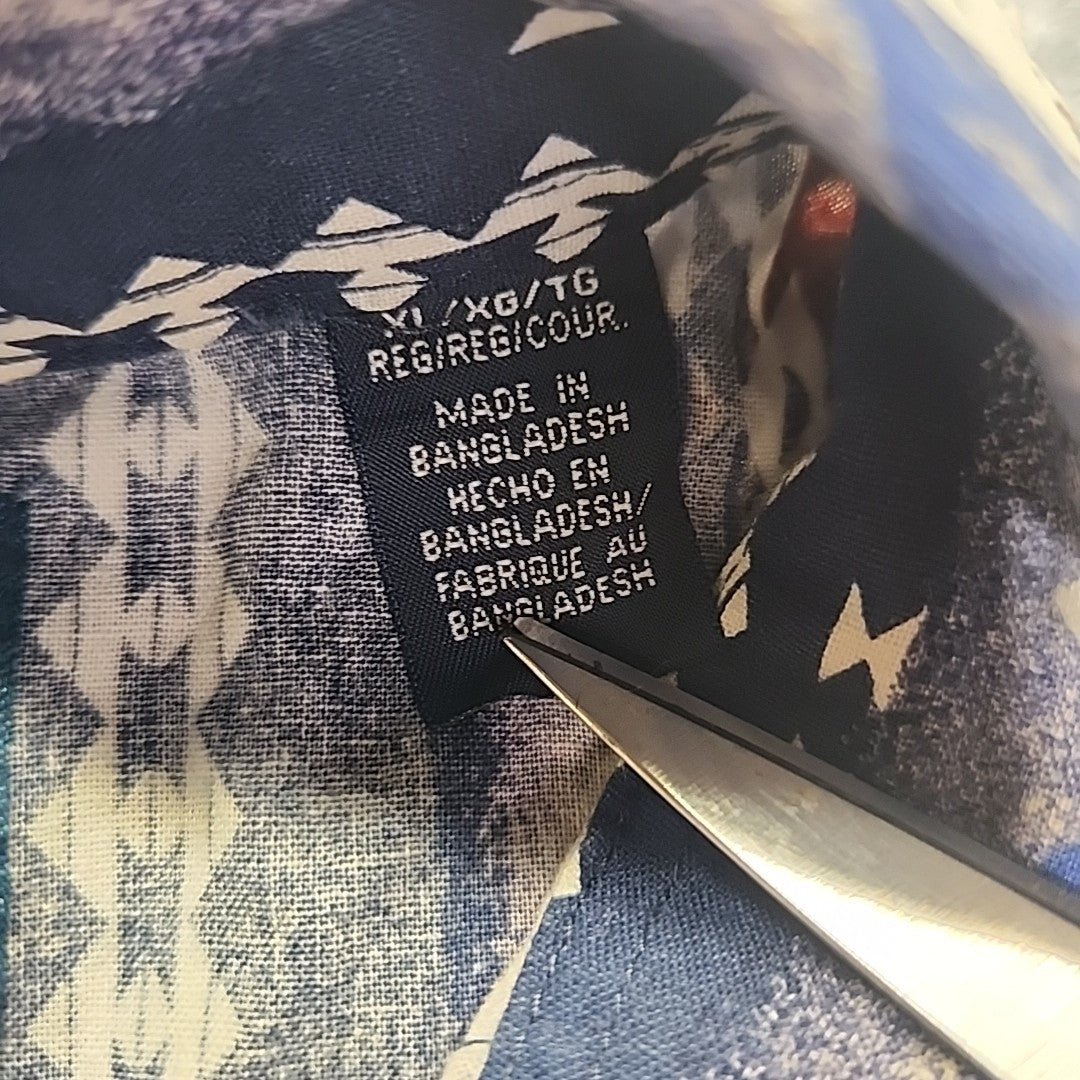 XL/XG/TG
REG/REG/COUR.
MADE IN
BANGLADESH
HECHO EN
BANGLADESH/
FABRIQUE AU
BANGLADESH